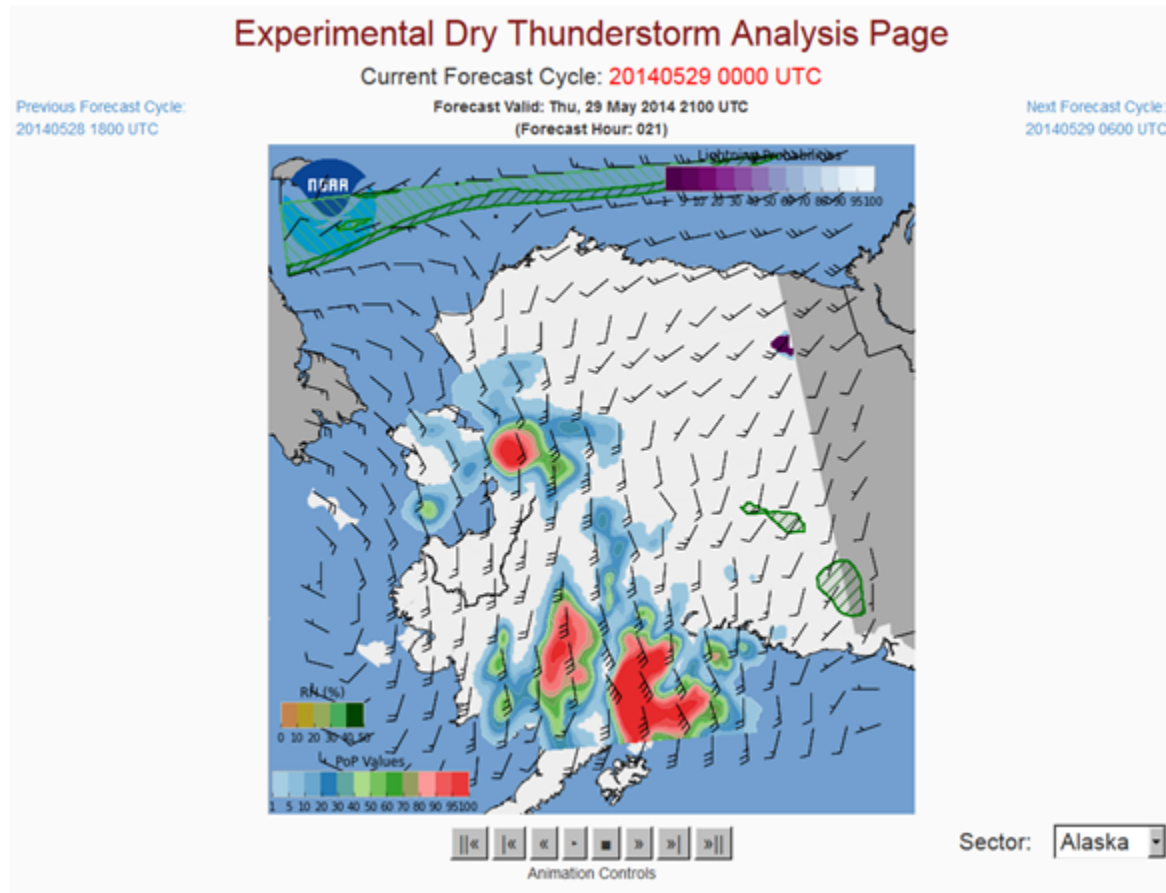 Experimental Dry Thunderstorm Analysis Page
Current Forecast Cycle: 20140529 0000 UTC
Previous Forecast Cycle:
20140528 1800 UTC
Forecast Valid: Thu, 29 May 2014 2100 UTC
(Forecast Hour: 021)
Next Forecast Cycle:
20140529 0600 UTC
NOAA
Lightning Probabilities
1 5 10 20 30 40 50 60 70 80 90 95 100
RH (%)
0 10 20 30 40 50
PoP Values
1 5 10 20 30 40 50 60 70 80 90 95 100
||« |« « ▸ ■ » »| »||
Animation Controls
Sector: Alaska